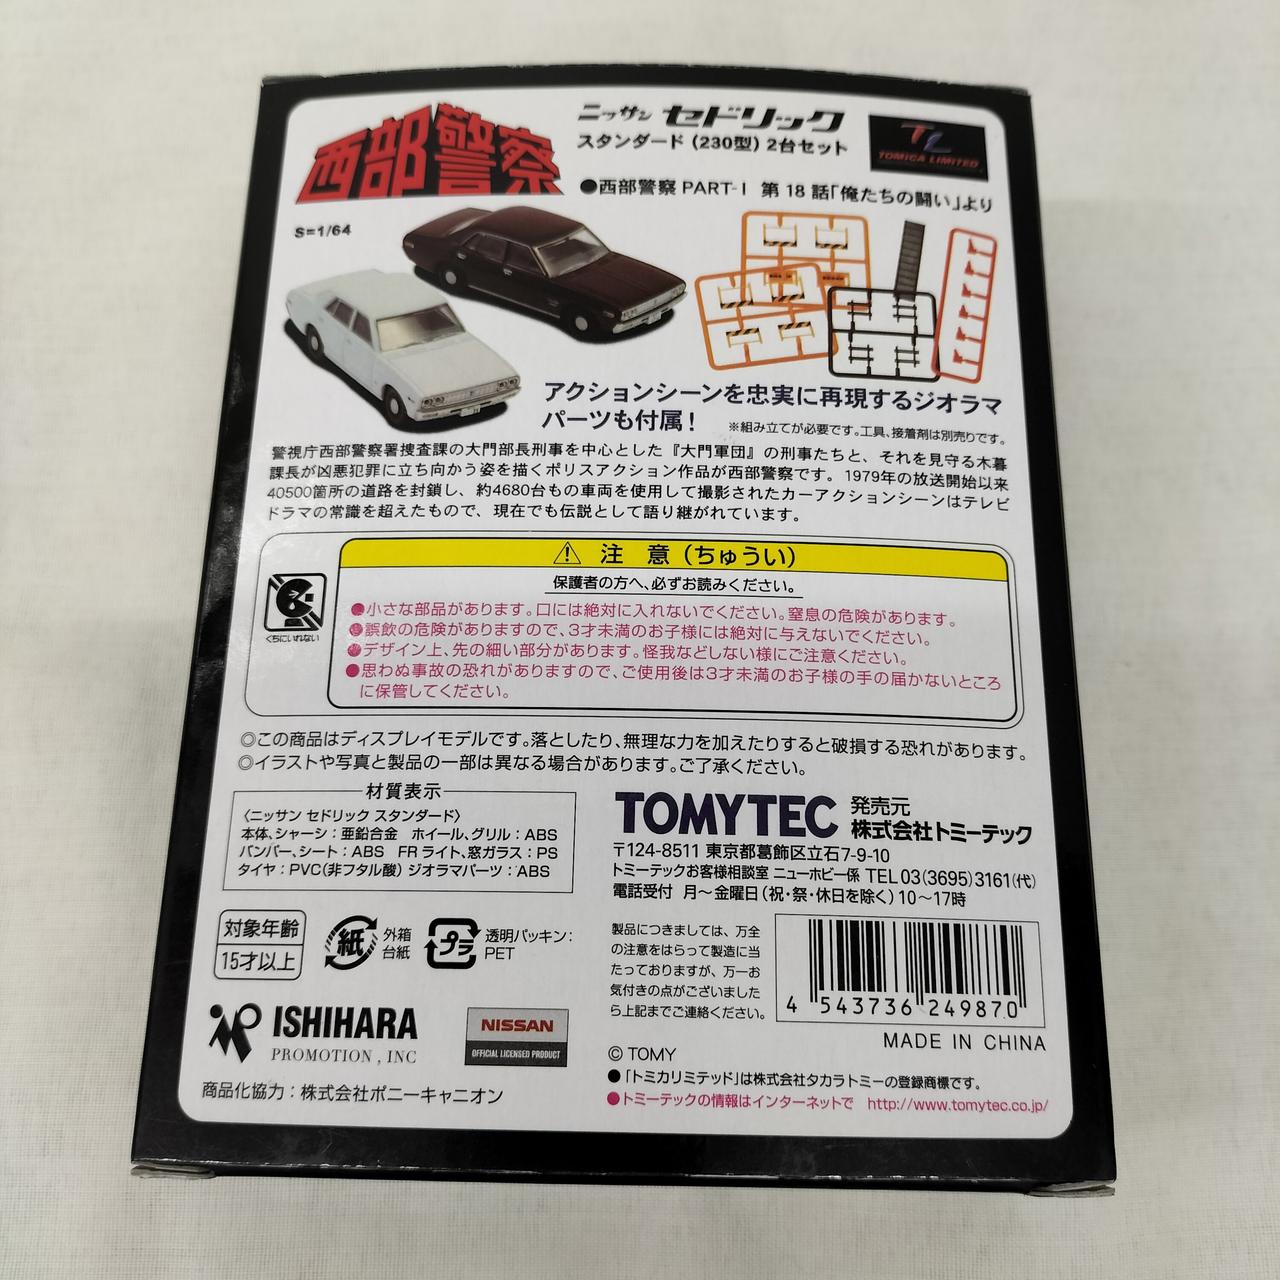 西部警察
ニッサン セドリック
スタンダード（230型）2台セット
TL
TOMICA LIMITED
●西部警察 PART-I 第18話「俺たちの闘い」より
S=1/64
アクションシーンを忠実に再現するジオラマ
パーツも付属！
※組み立てが必要です。工具、接着剤は別売りです。
警視庁西部警察署捜査課の大門部長刑事を中心とした『大門軍団』の刑事たちと、それを見守る木暮
課長が凶悪犯罪に立ち向かう姿を描くポリスアクション作品が西部警察です。1979年の放送開始以来
40500箇所の道路を封鎖し、約4680台もの車両を使用して撮影されたカーアクションシーンはテレビ
ドラマの常識を超えたもので、現在でも伝説として語り継がれています。
⚠ 注 意（ちゅうい）
保護者の方へ、必ずお読みください。
くちにいれない
●小さな部品があります。口には絶対に入れないでください。窒息の危険があります。
●誤飲の危険がありますので、3才未満のお子様には絶対に与えないでください。
●デザイン上、先の細い部分があります。怪我などしない様にご注意ください。
●思わぬ事故の恐れがありますので、ご使用後は3才未満のお子様の手の届かないところ
に保管してください。
◎この商品はディスプレイモデルです。落としたり、無理な力を加えたりすると破損する恐れがあります。
◎イラストや写真と製品の一部は異なる場合があります。ご了承ください。
材質表示
〈ニッサン セドリック スタンダード〉
本体、シャーシ：亜鉛合金 ホイール、グリル：ABS
バンパー、シート：ABS FRライト、窓ガラス：PS
タイヤ：PVC(非フタル酸) ジオラマパーツ：ABS
TOMYTEC 発売元
株式会社トミーテック
〒124-8511 東京都葛飾区立石7-9-10
トミーテックお客様相談室 ニューホビー係 TEL03(3695)3161(代)
電話受付 月～金曜日（祝・祭・休日を除く）10～17時
対象年齢
15才以上
紙
外箱
台紙
プラ
透明パッキン：
PET
製品につきましては、万全
の注意をはらって製造に当
たっておりますが、万一お
気付きの点がございました
ら上記までご連絡ください。
4 543736 249870
MADE IN CHINA
ISHIHARA
PROMOTION , INC
NISSAN
OFFICIAL LICENSED PRODUCT
商品化協力：株式会社ポニーキャニオン
© TOMY
●「トミカリミテッド」は株式会社タカラトミーの登録商標です。
●トミーテックの情報はインターネットで http://www.tomytec.co.jp/